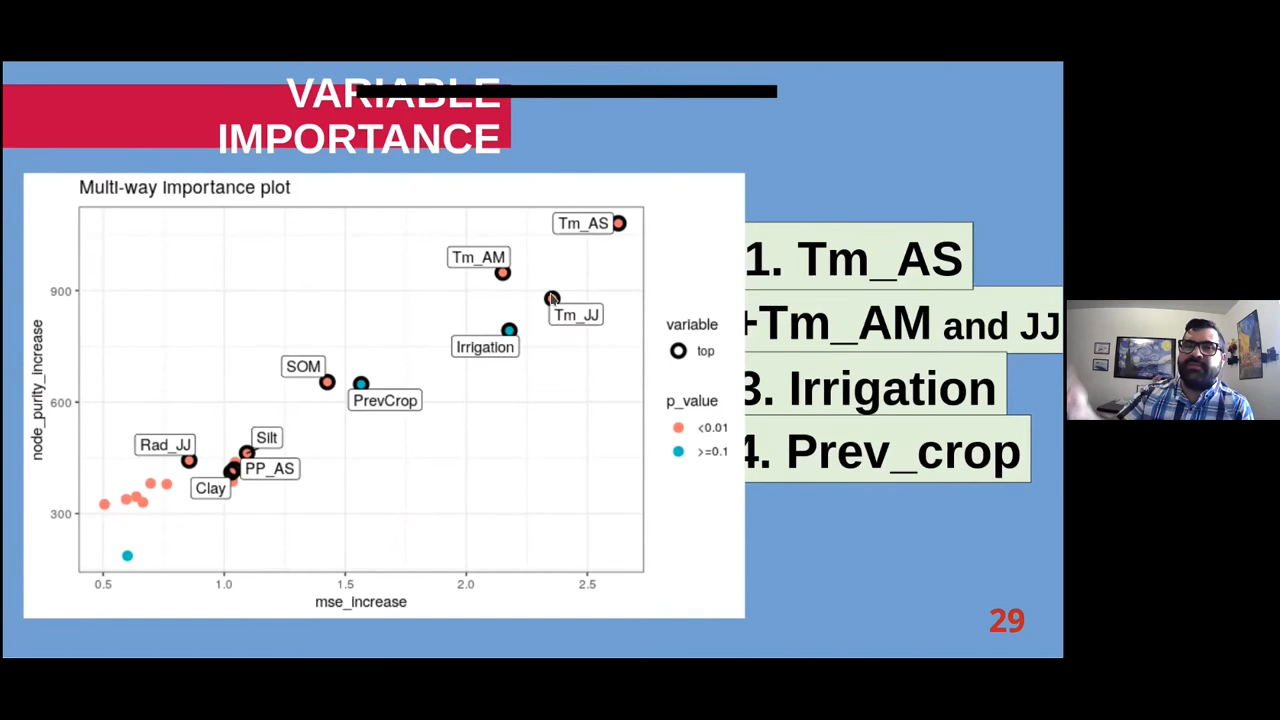 VARIABLE
IMPORTANCE
Multi-way importance plot
node_purity_increase
900
600
300
Tm_AS
Tm_AM
Tm_JJ
Irrigation
SOM
PrevCrop
Silt
Rad_JJ
PP_AS
Clay
0.5 1.0 1.5 2.0 2.5
mse_increase
variable
top
p_value
<0.01
>=0.1
1. Tm_AS
+Tm_AM and JJ
3. Irrigation
4. Prev_crop
29